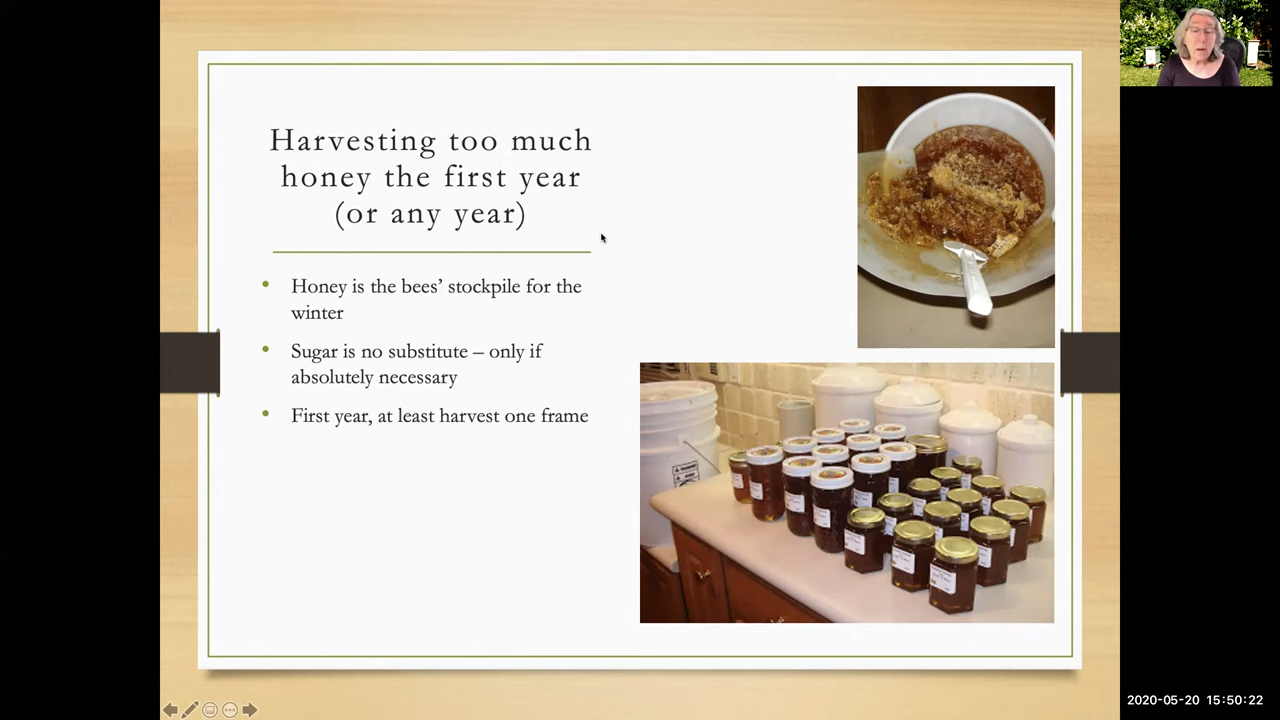 Harvesting too much
honey the first year
(or any year)
• Honey is the bees’ stockpile for the
winter
• Sugar is no substitute – only if
absolutely necessary
• First year, at least harvest one frame
2020-05-20 15:50:22